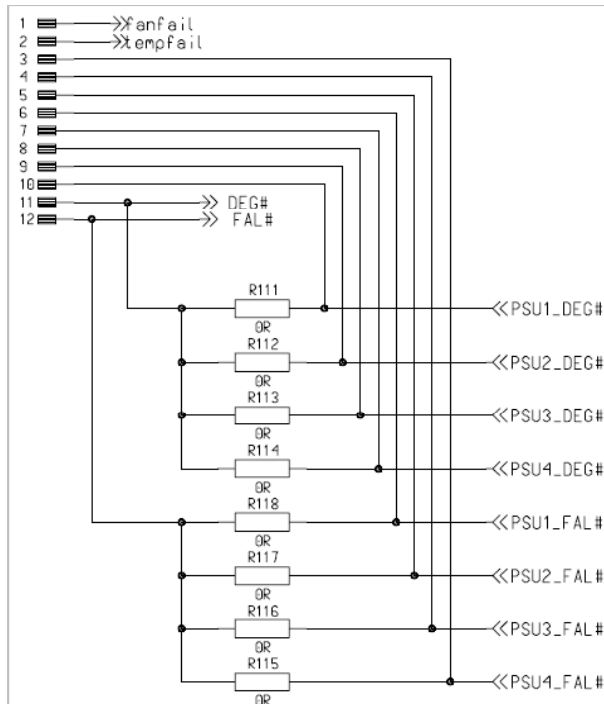 1 fanfail
2 tempfail
3
4
5
6
7
8
9
10
11 DEG#
12 FAL#
R111
0R PSU1_DEG#
R112
0R PSU2_DEG#
R113
0R PSU3_DEG#
R114
0R PSU4_DEG#
R118
0R PSU1_FAL#
R117
0R PSU2_FAL#
R116
0R PSU3_FAL#
R115
0R PSU4_FAL#